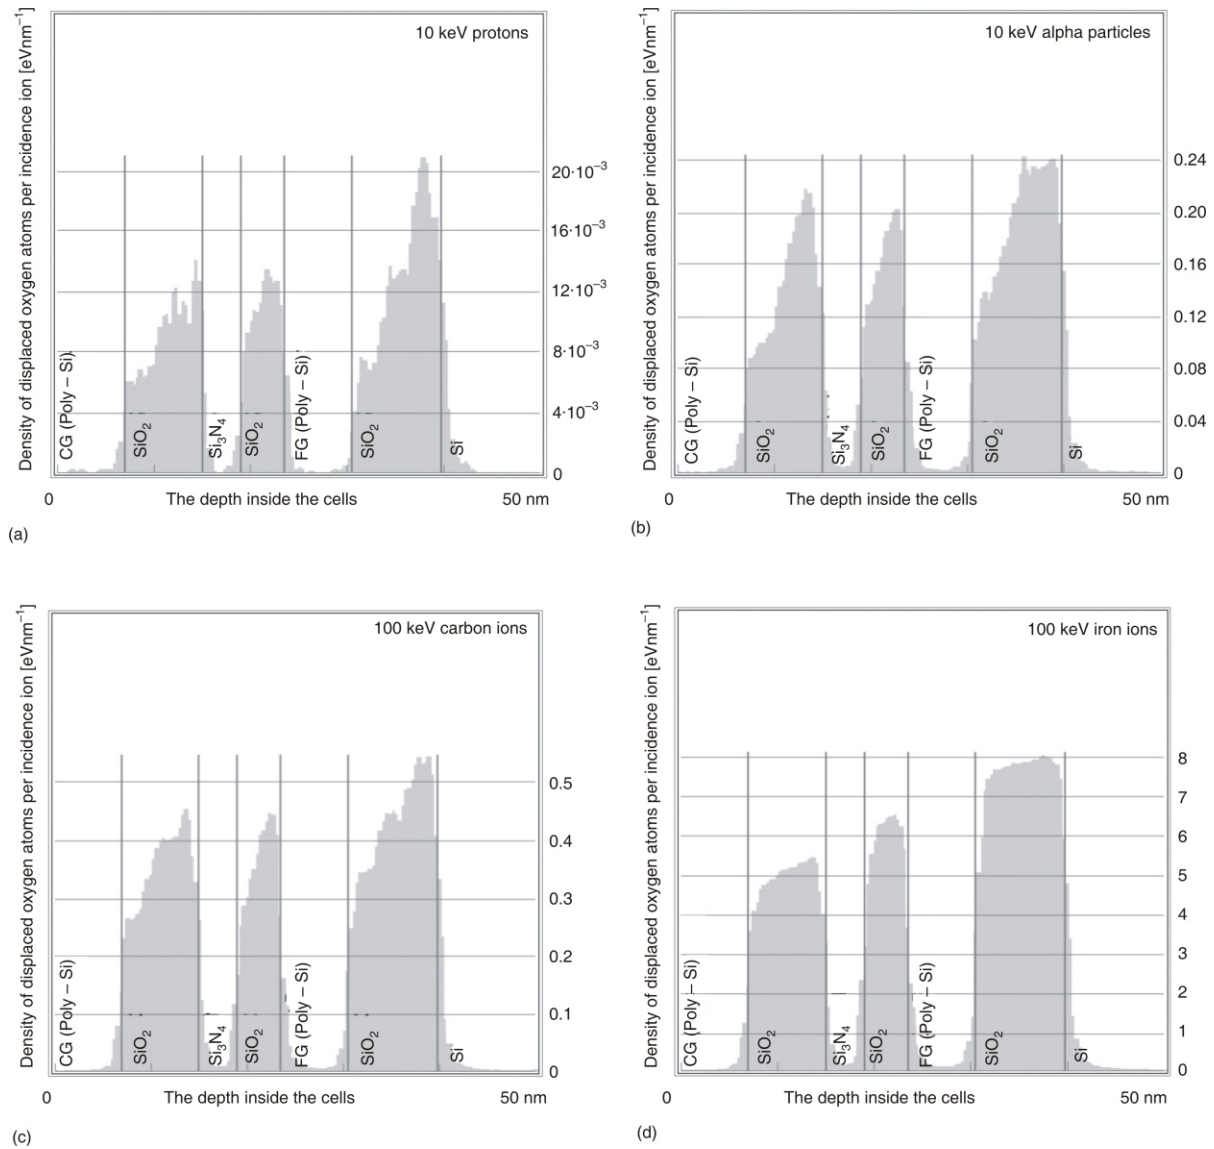 Density of displaced oxygen atoms per incidence ion [eVnm⁻¹]
10 keV protons
20·10⁻³
16·10⁻³
12·10⁻³
8·10⁻³
4·10⁻³
0
CG (Poly – Si)
SiO₂
Si₃N₄
SiO₂
FG (Poly – Si)
SiO₂
Si
0
The depth inside the cells
50 nm
(a)
Density of displaced oxygen atoms per incidence ion [eVnm⁻¹]
10 keV alpha particles
0.24
0.20
0.16
0.12
0.08
0.04
0
CG (Poly – Si)
SiO₂
Si₃N₄
SiO₂
FG (Poly – Si)
SiO₂
Si
0
The depth inside the cells
50 nm
(b)
Density of displaced oxygen atoms per incidence ion [eVnm⁻¹]
100 keV carbon ions
0.5
0.4
0.3
0.2
0.1
0
CG (Poly – Si)
SiO₂
Si₃N₄
SiO₂
FG (Poly – Si)
SiO₂
Si
0
The depth inside the cells
50 nm
(c)
Density of displaced oxygen atoms per incidence ion [eVnm⁻¹]
100 keV iron ions
8
7
6
5
4
3
2
1
0
CG (Poly – Si)
SiO₂
Si₃N₄
SiO₂
FG (Poly – Si)
SiO₂
Si
0
The depth inside the cells
50 nm
(d)